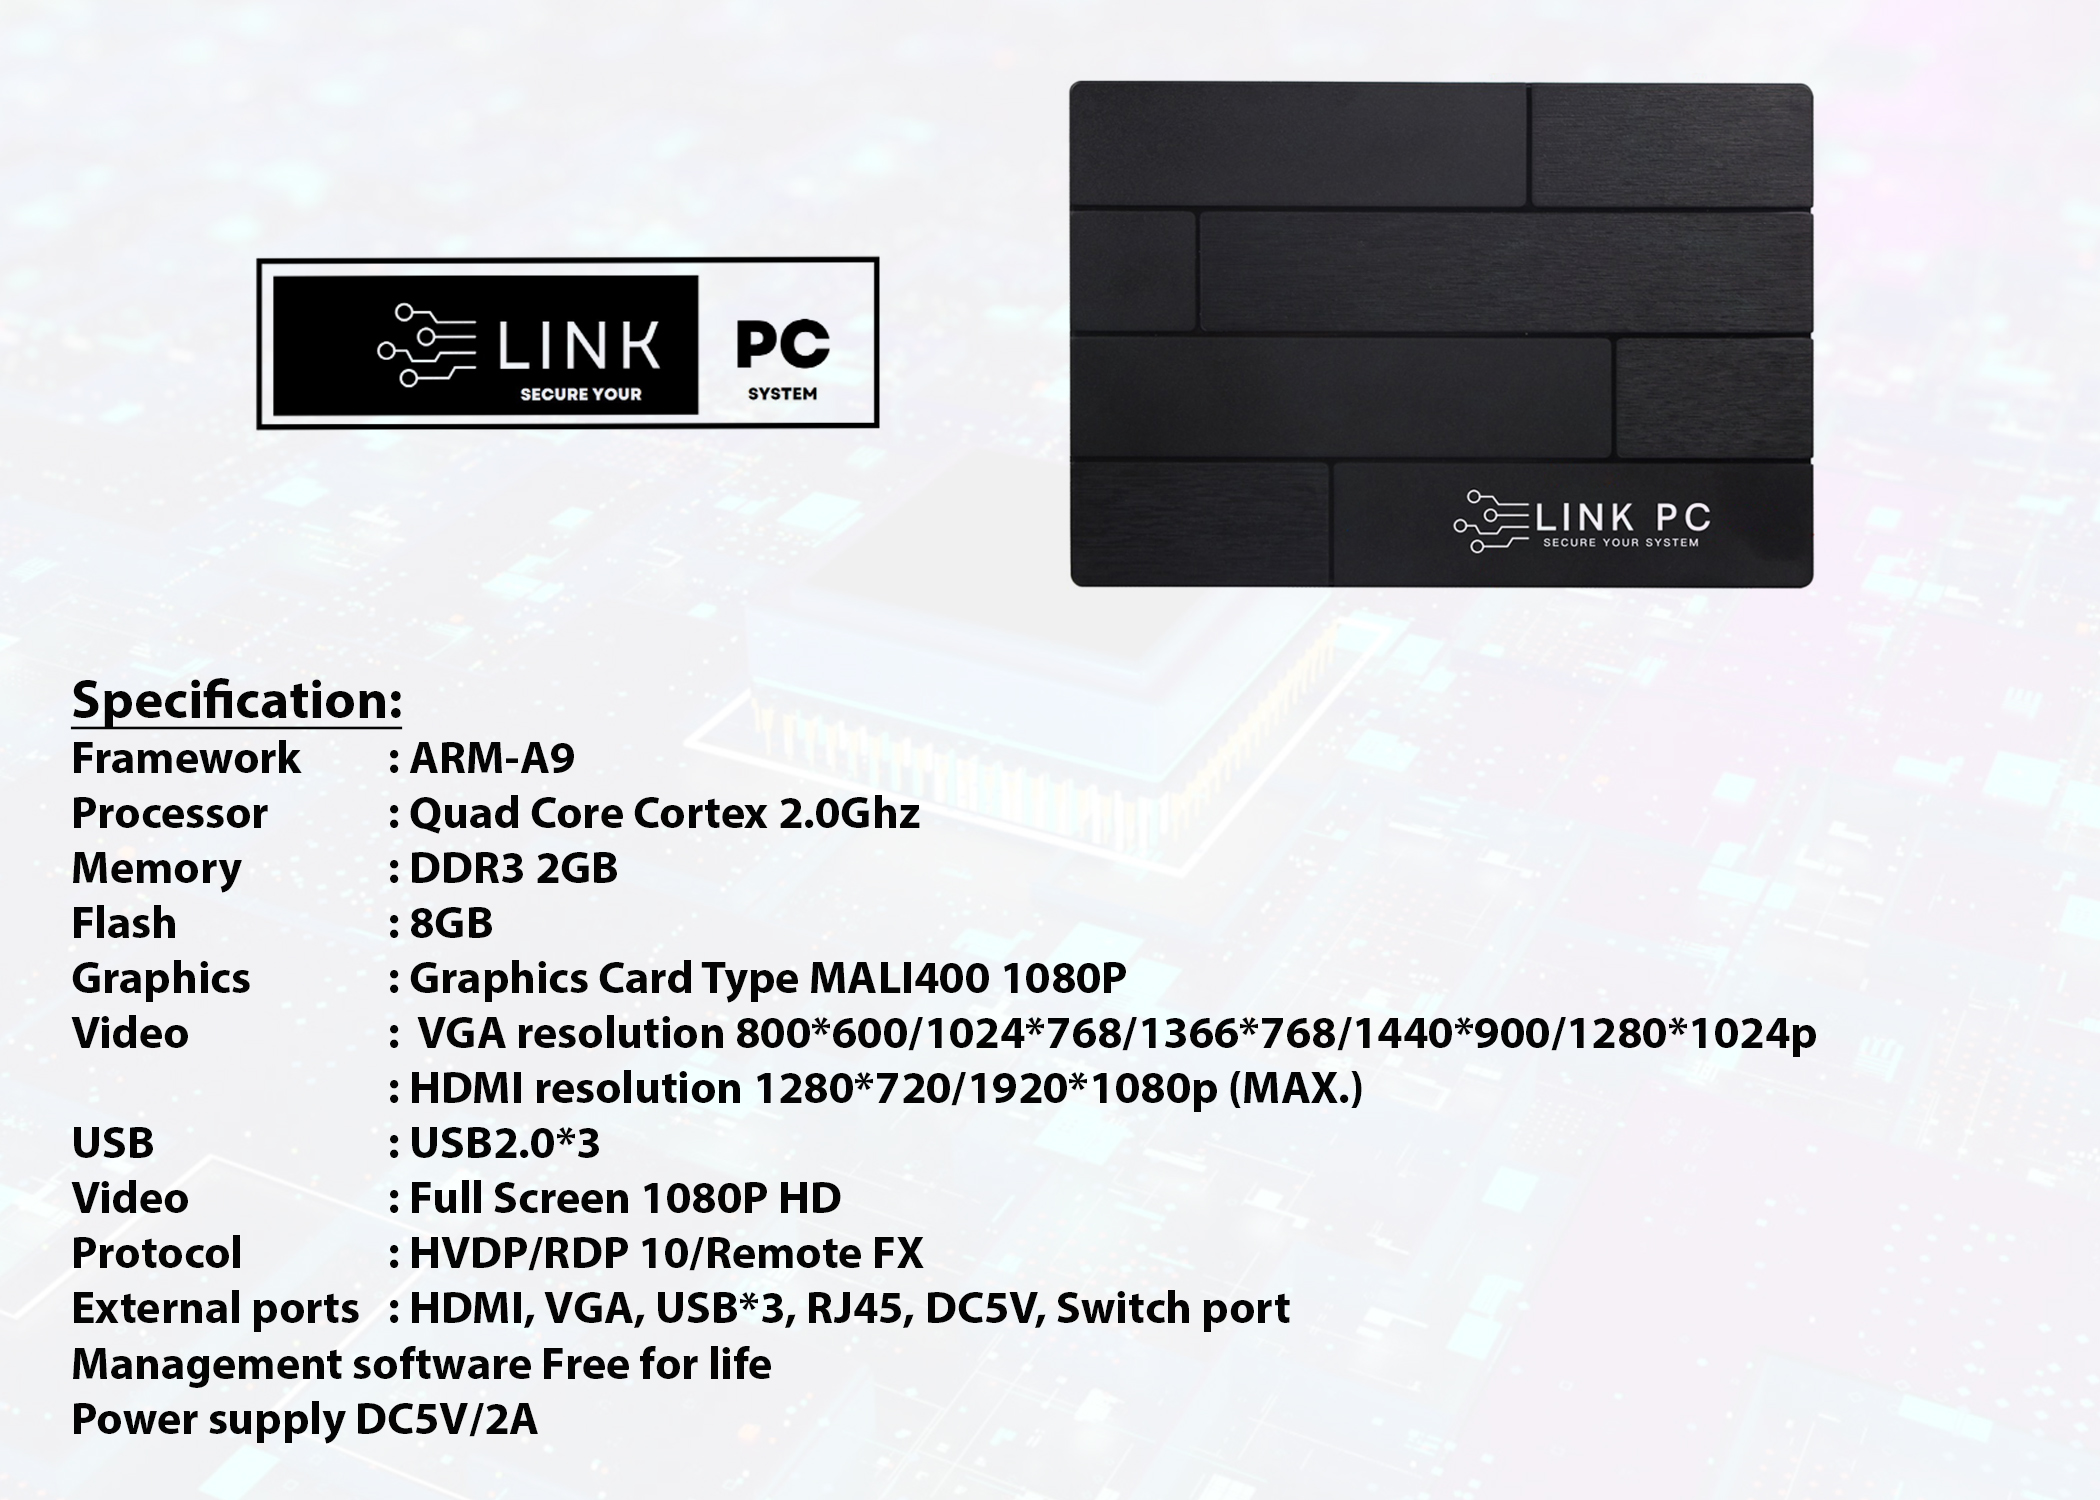 LINK PC
SECURE YOUR SYSTEM
LINK PC
SECURE YOUR SYSTEM
Specification:
Framework : ARM-A9
Processor : Quad Core Cortex 2.0Ghz
Memory : DDR3 2GB
Flash : 8GB
Graphics : Graphics Card Type MALI400 1080P
Video : VGA resolution 800*600/1024*768/1366*768/1440*900/1280*1024p
: HDMI resolution 1280*720/1920*1080p (MAX.)
USB : USB2.0*3
Video : Full Screen 1080P HD
Protocol : HVDP/RDP 10/Remote FX
External ports : HDMI, VGA, USB*3, RJ45, DC5V, Switch port
Management software Free for life
Power supply DC5V/2A